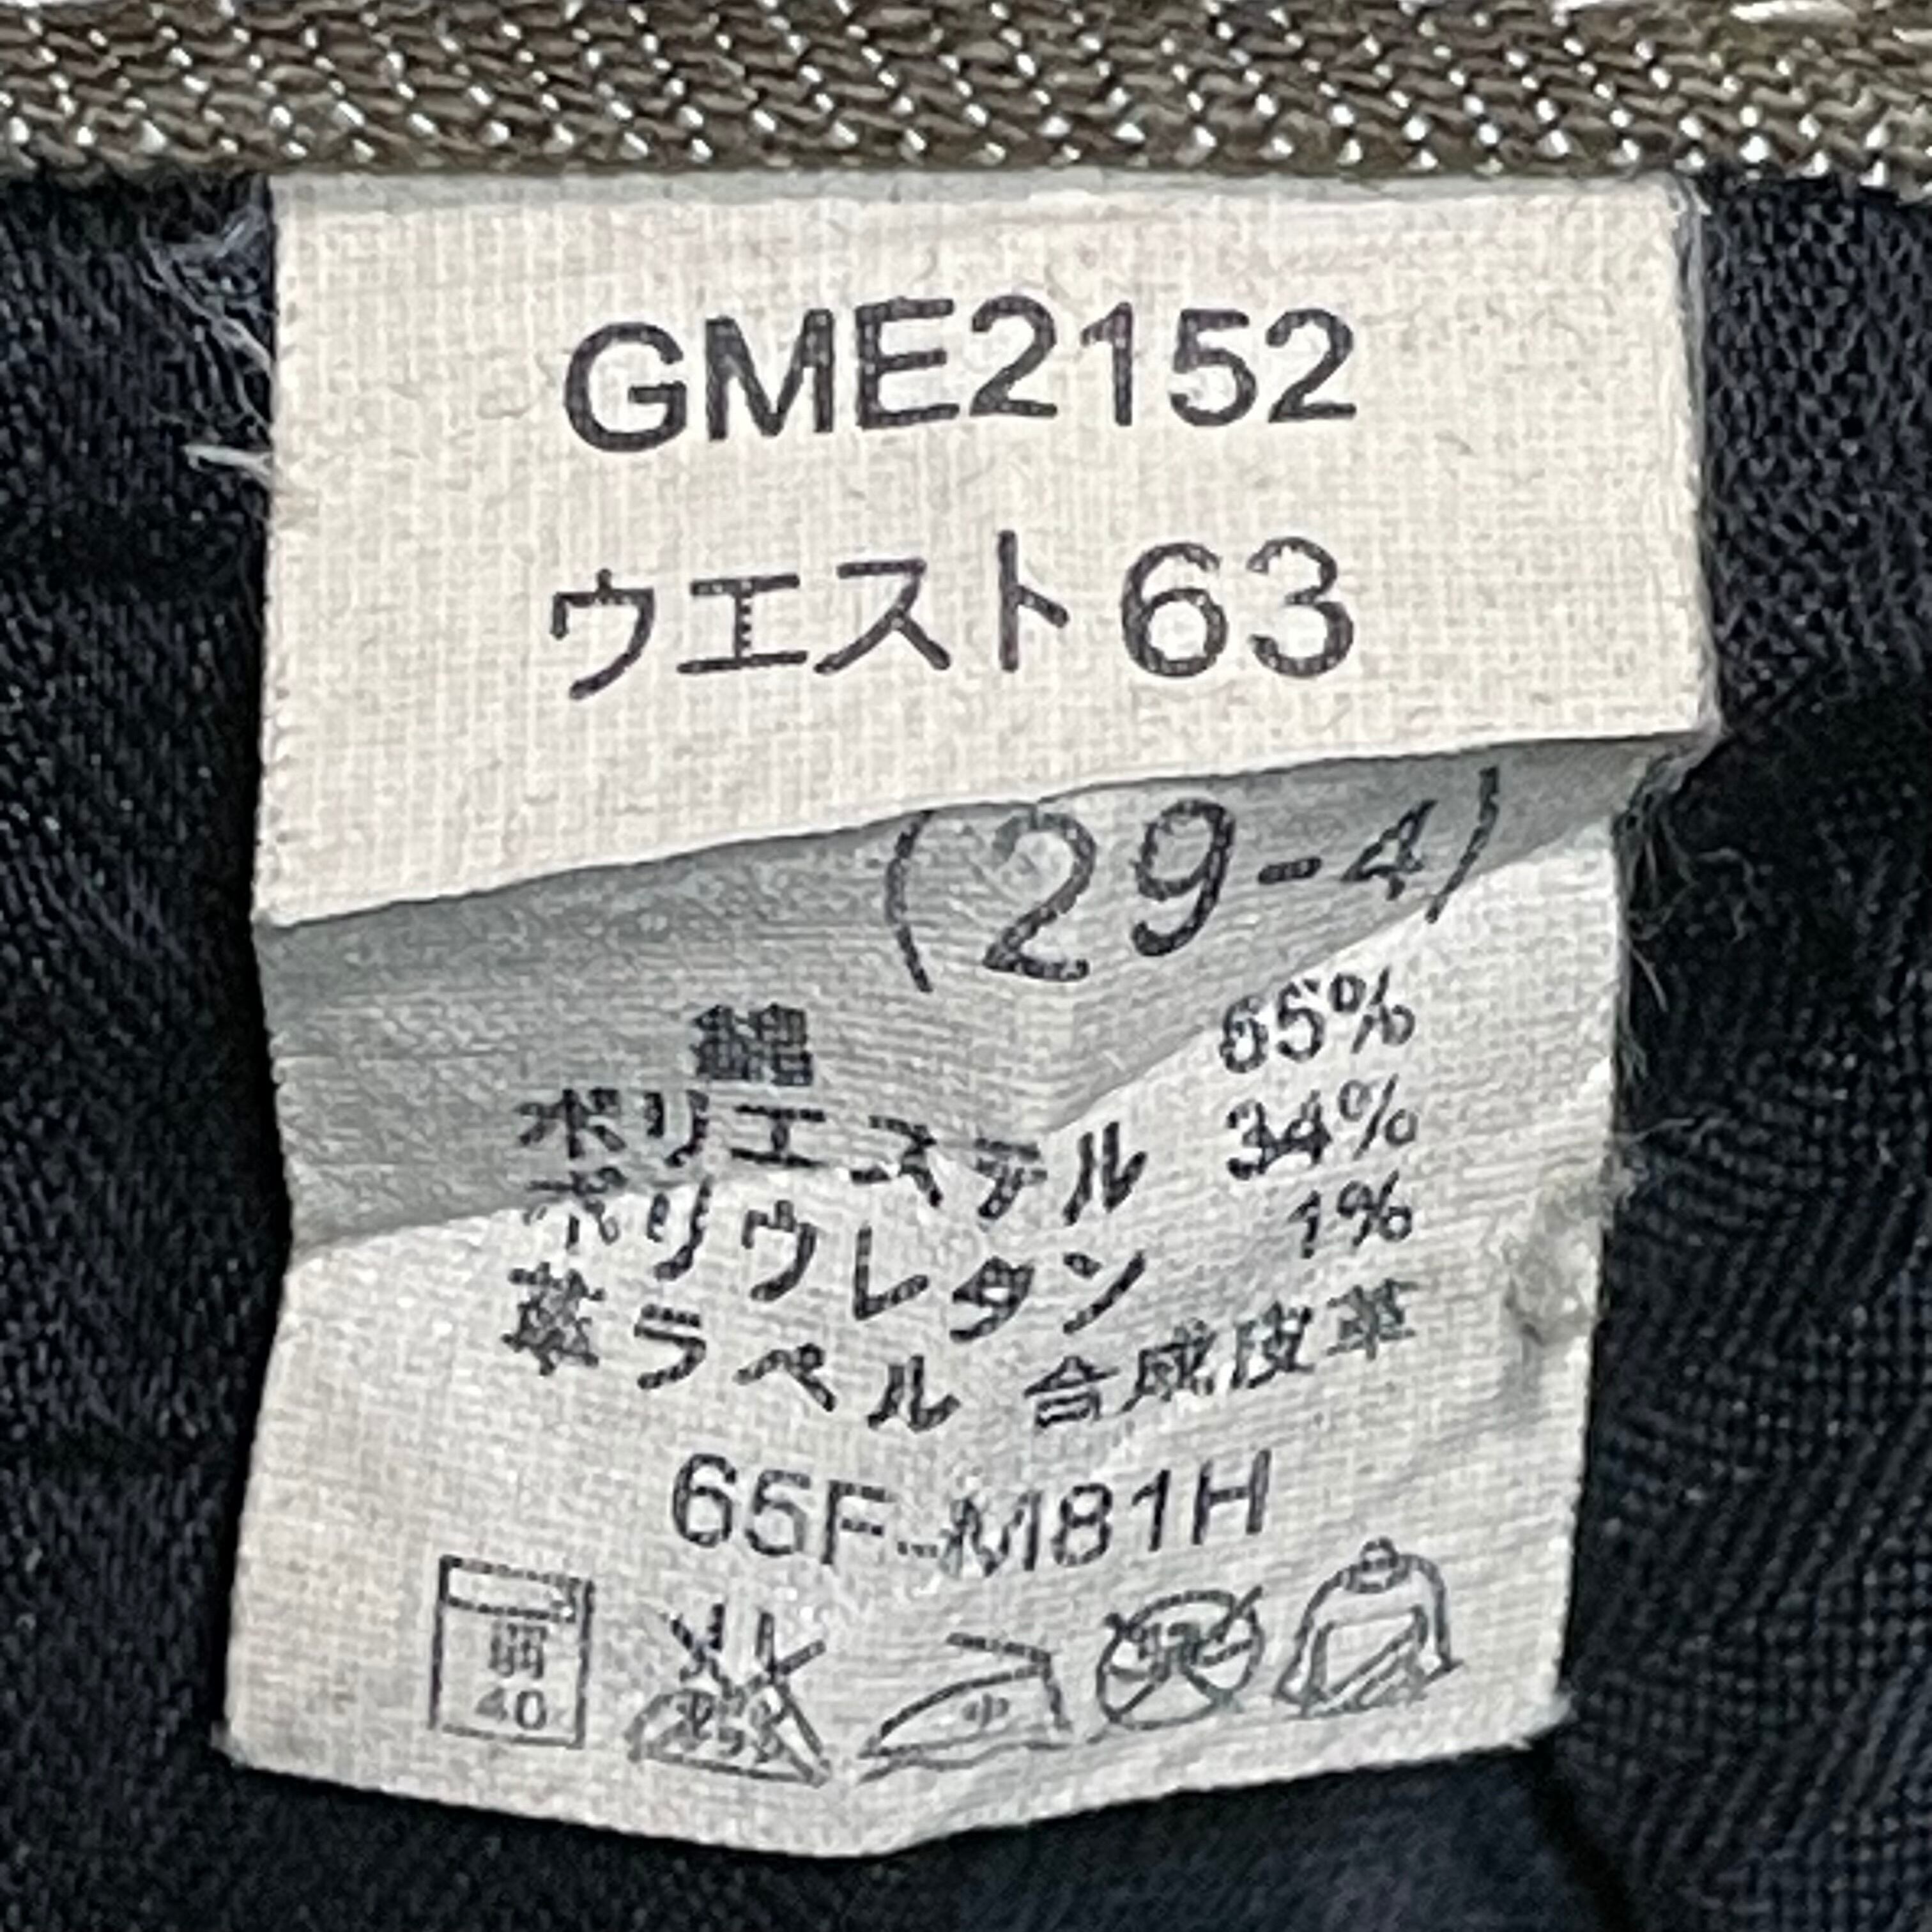 GME2152
ウエスト63
(29-4)
綿 65%
ポリエステル 34%
ポリウレタン 1%
革ラベル 合成皮革
65F-M81H
弱
40
中